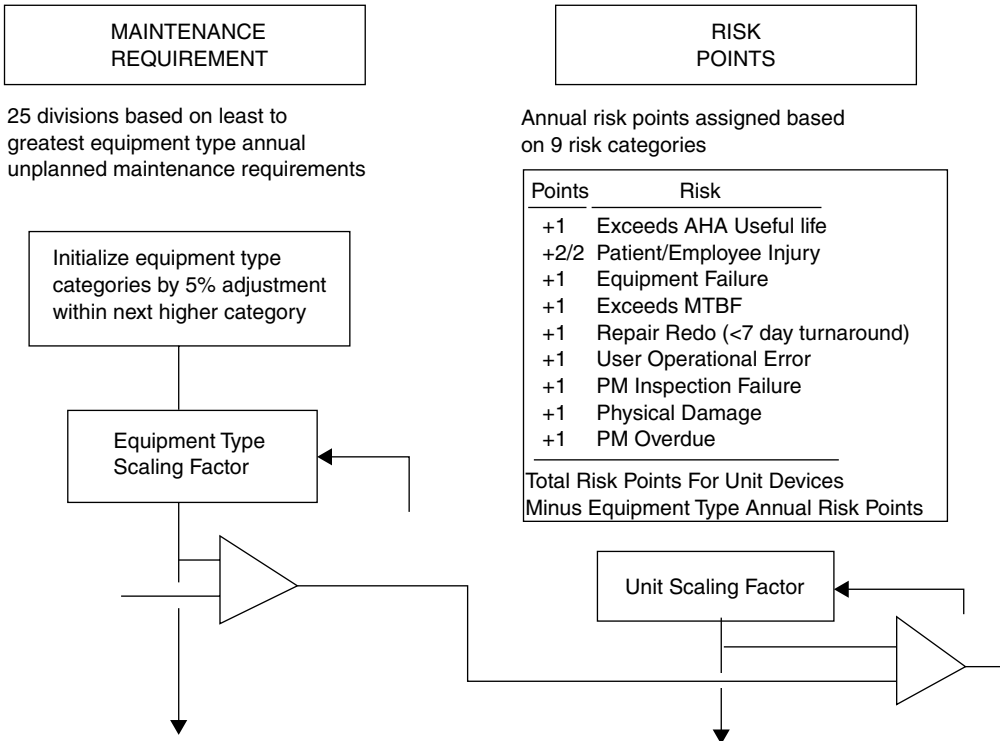 MAINTENANCE
REQUIREMENT
25 divisions based on least to
greatest equipment type annual
unplanned maintenance requirements
Initialize equipment type
categories by 5% adjustment
within next higher category
Equipment Type
Scaling Factor
RISK
POINTS
Annual risk points assigned based
on 9 risk categories
Points Risk
+1 Exceeds AHA Useful life
+2/2 Patient/Employee Injury
+1 Equipment Failure
+1 Exceeds MTBF
+1 Repair Redo (<7 day turnaround)
+1 User Operational Error
+1 PM Inspection Failure
+1 Physical Damage
+1 PM Overdue
Total Risk Points For Unit Devices
Minus Equipment Type Annual Risk Points
Unit Scaling Factor